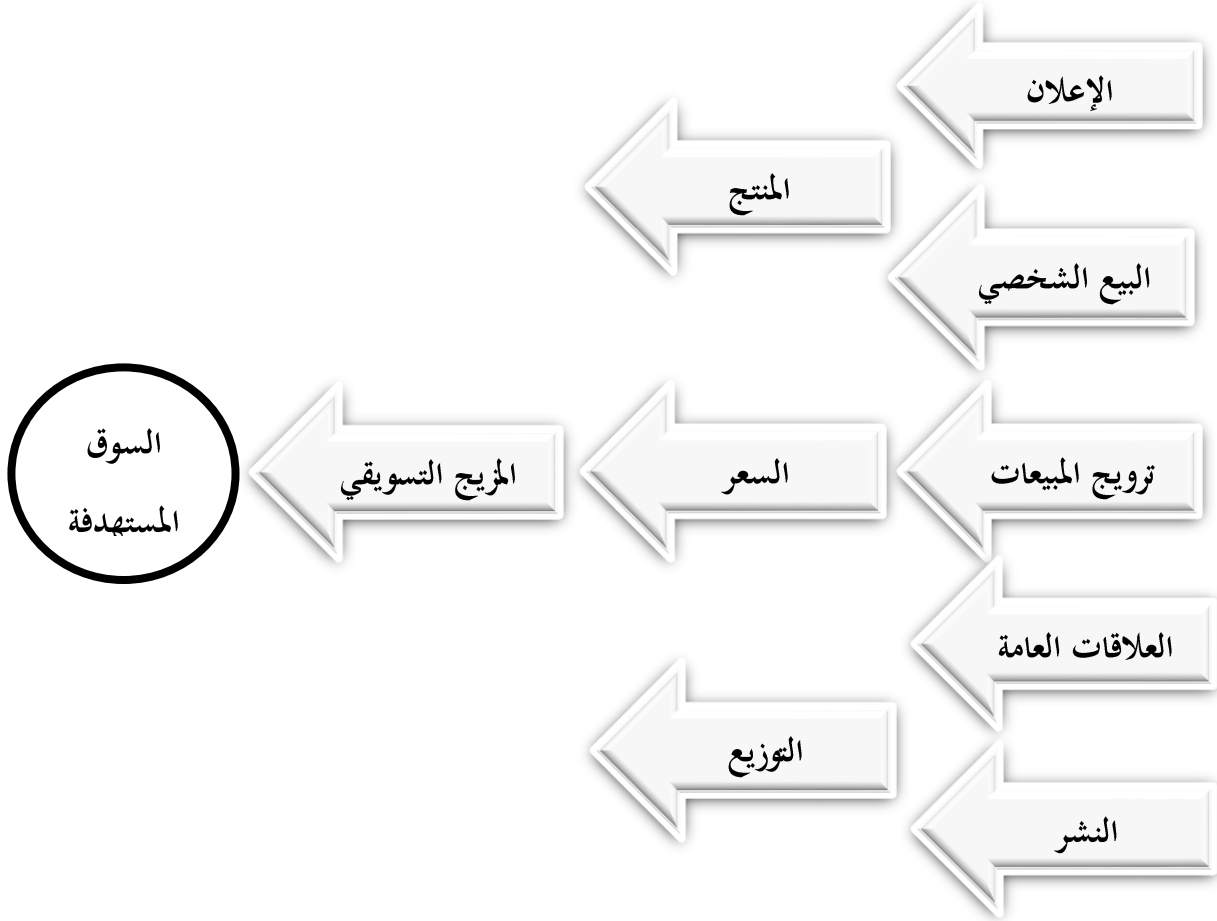 الإعلان
البيع الشخصي
ترويج المبيعات
العلاقات العامة
النشر
المنتج
السعر
التوزيع
المزيج التسويقي
السوق
المستهدفة